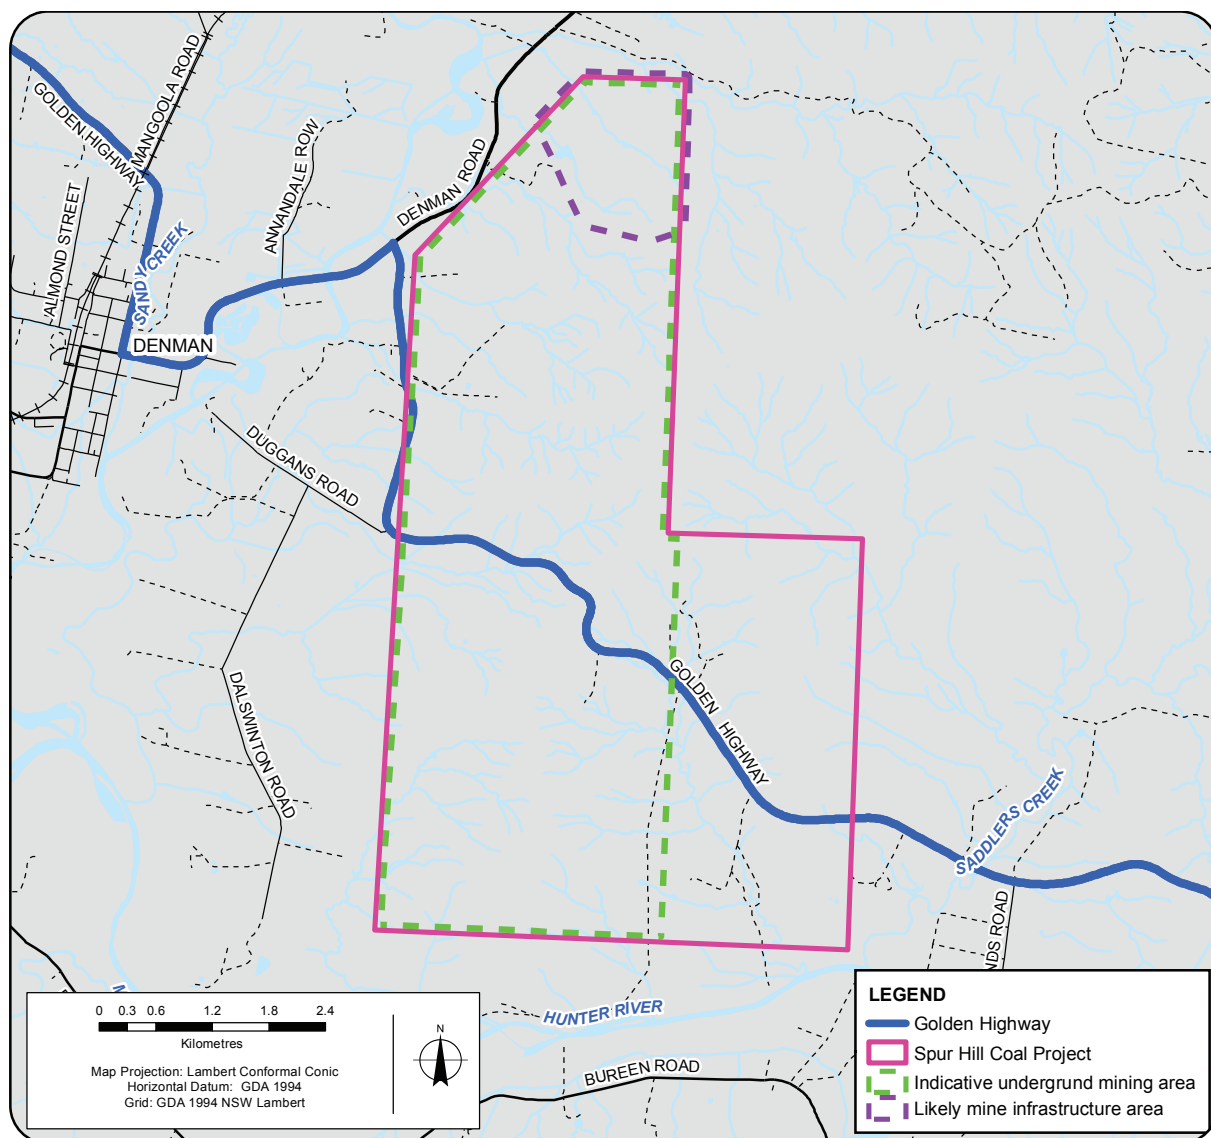 GOLDEN HIGHWAY
MANGOOLA ROAD
ANNANDALE ROW
DENMAN ROAD
ALMOND STREET
SANDY CREEK
DENMAN
DUGGANS ROAD
DALSWINTON ROAD
GOLDEN HIGHWAY
SADDLERS CREEK
NDS ROAD
HUNTER RIVER
BUREEN ROAD
0 0.3 0.6 1.2 1.8 2.4
Kilometres
Map Projection: Lambert Conformal Conic
Horizontal Datum: GDA 1994
Grid: GDA 1994 NSW Lambert
N
LEGEND
Golden Highway
Spur Hill Coal Project
Indicative undergrund mining area
Likely mine infrastructure area